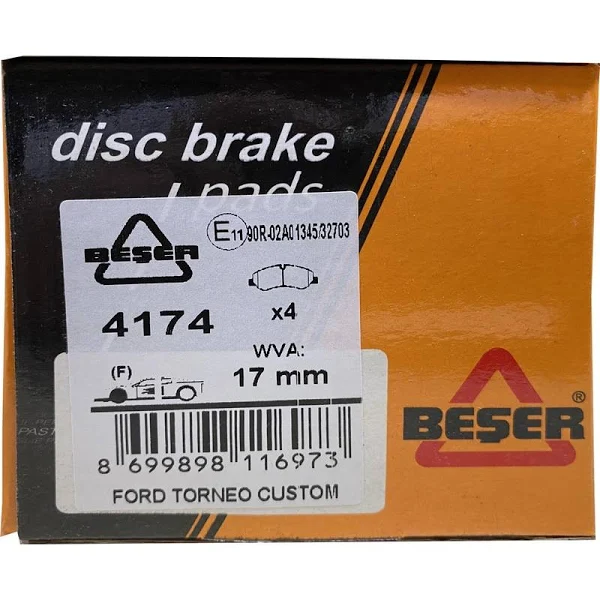 disc brake
pads
BEŞER
E11 90R-02A01345/32703
4174
x4
WVA:
(F)
17 mm
BEŞER
8 699898 116973
FORD TORNEO CUSTOM